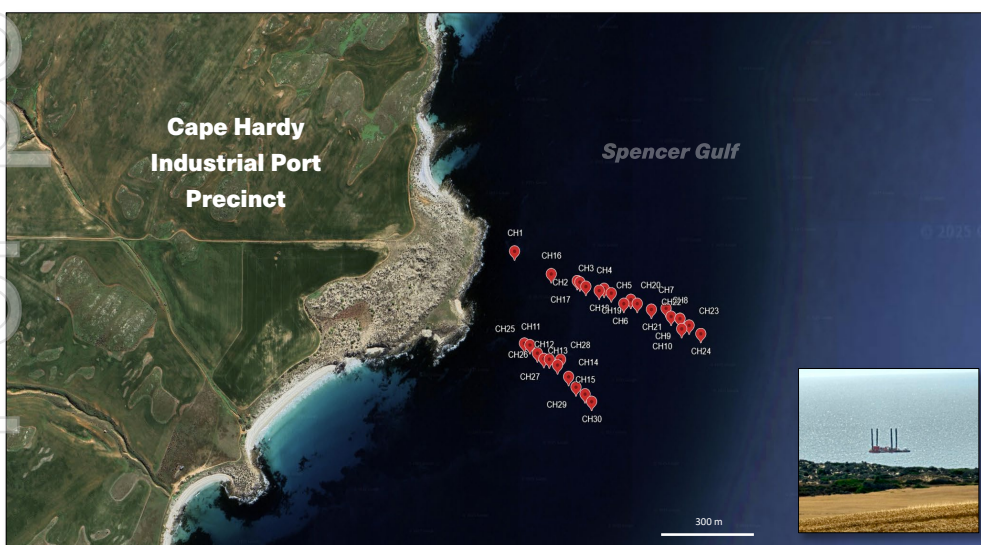 Cape Hardy
Industrial Port
Precinct
Spencer Gulf
© 2025
CH1
CH16
CH2
CH3
CH4
CH17
CH5
CH20
CH7
CH18
CH19
CH6
CH22
CH8
CH21
CH9
CH23
CH10
CH24
CH25
CH11
CH12
CH26
CH13
CH28
CH14
CH27
CH15
CH29
CH30
300 m